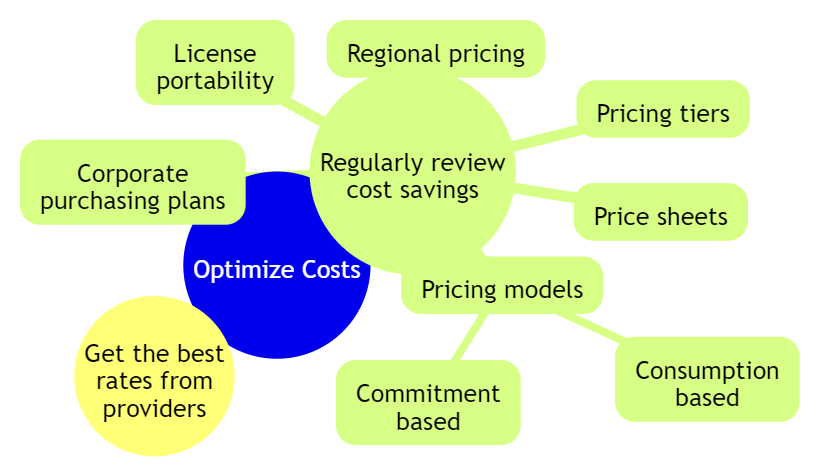 License
portability
Regional pricing
Pricing tiers
Regularly review
cost savings
Corporate
purchasing plans
Price sheets
Optimize Costs
Pricing models
Get the best
rates from
providers
Commitment
based
Consumption
based